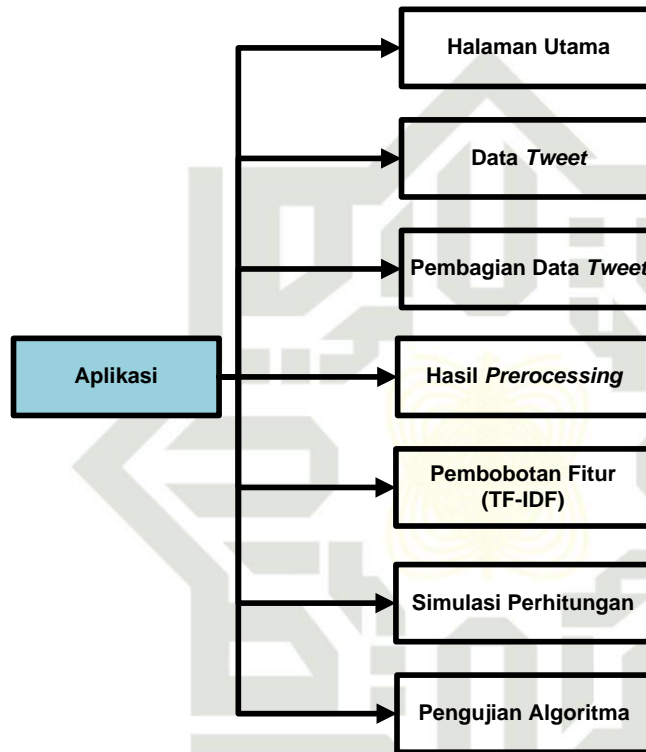 Halaman Utama
Data Tweet
Pembagian Data Tweet
Aplikasi
Hasil Prerocessing
Pembobotan Fitur
(TF-IDF)
Simulasi Perhitungan
Pengujian Algoritma